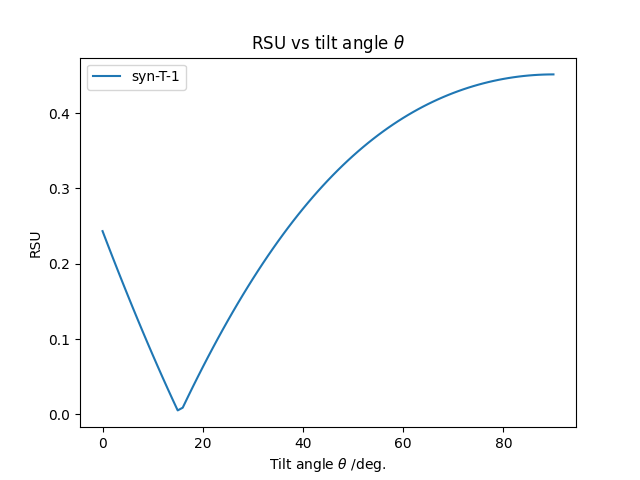 RSU vs tilt angle θ
syn-T-1
RSU
0.4
0.3
0.2
0.1
0.0
0 20 40 60 80
Tilt angle θ /deg.